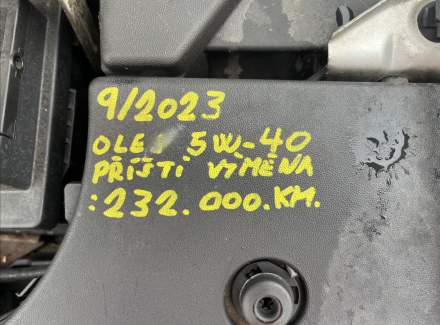 9/2023
OLEJ 5W-40
PŘÍŠTÍ VÝMĚNA
:232.000.KM.